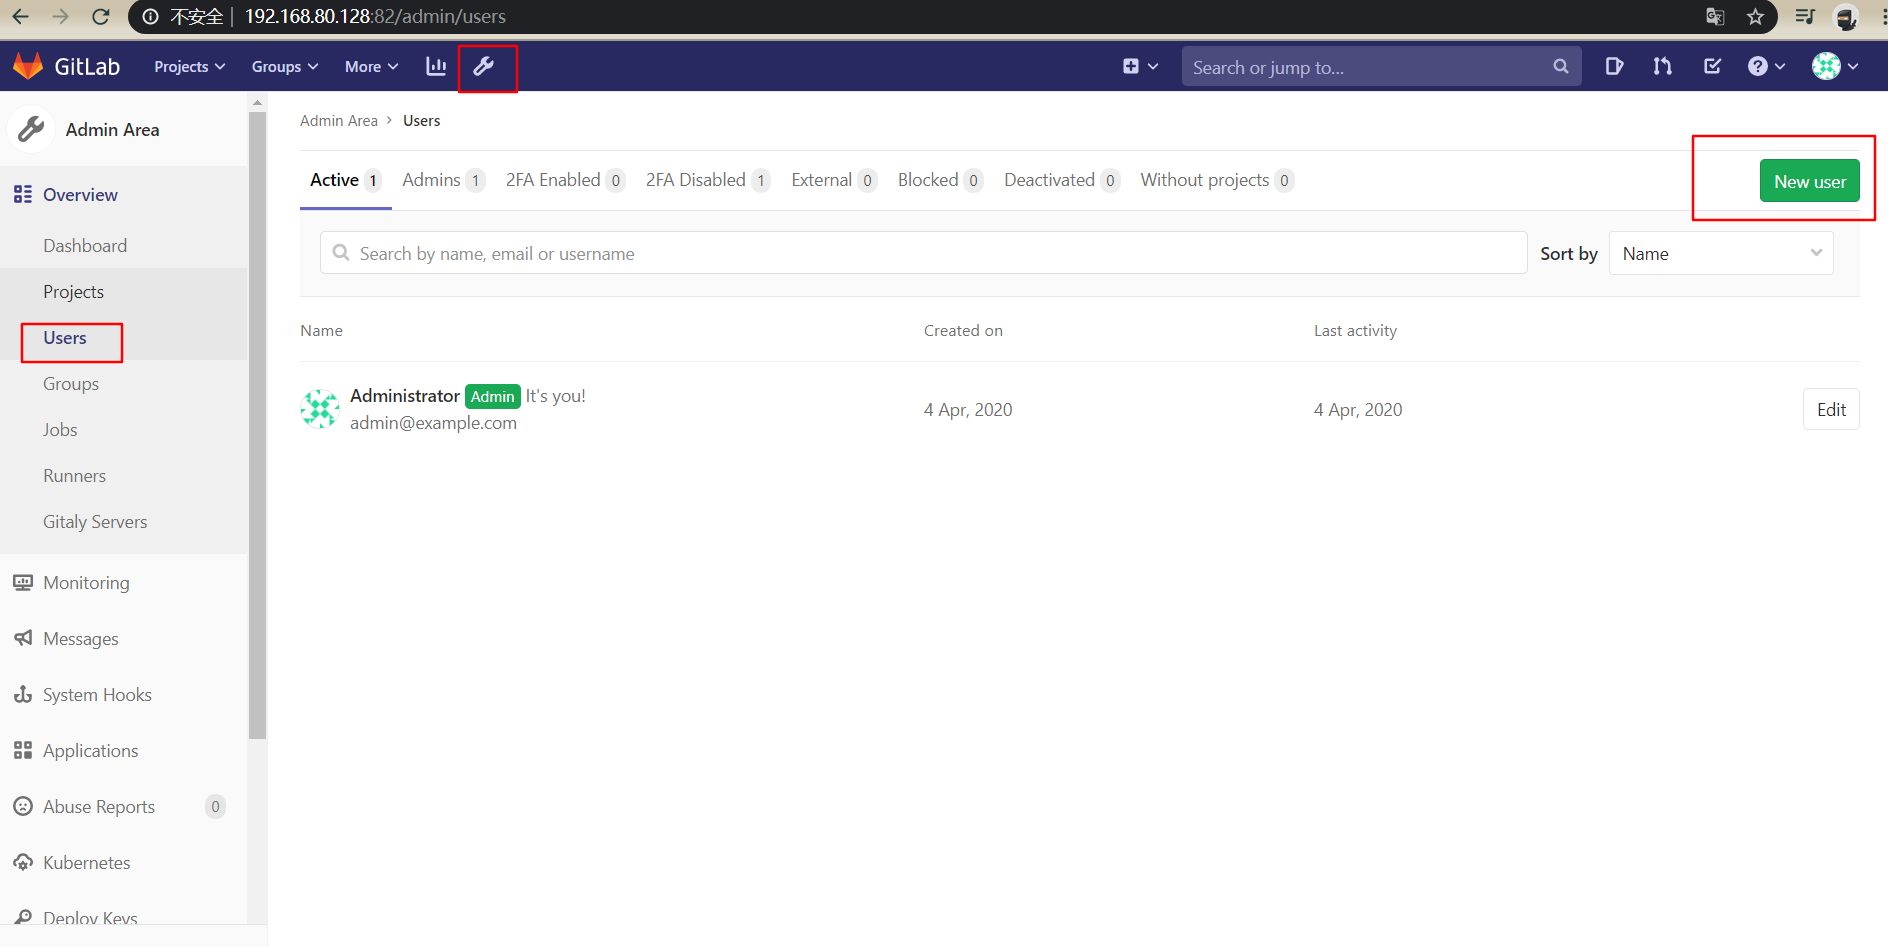 不安全 192.168.80.128:82/admin/users
GitLab Projects Groups More Search or jump to...
Admin Area
Overview
Dashboard
Projects
Users
Groups
Jobs
Runners
Gitaly Servers
Monitoring
Messages
System Hooks
Applications
Abuse Reports 0
Kubernetes
Deploy Keys
Admin Area > Users
Active 1 Admins 1 2FA Enabled 0 2FA Disabled 1 External 0 Blocked 0 Deactivated 0 Without projects 0 New user
Search by name, email or username Sort by Name
Name Created on Last activity
Administrator Admin It's you!
admin@example.com
4 Apr, 2020 4 Apr, 2020 Edit